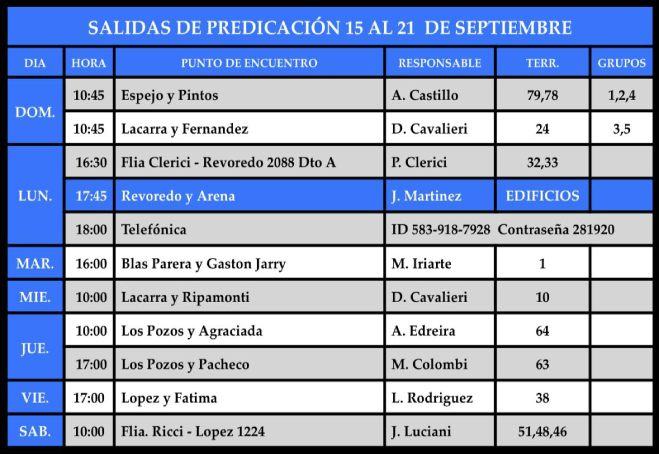 SALIDAS DE PREDICACIÓN 15 AL 21 DE SEPTIEMBRE
DIA HORA PUNTO DE ENCUENTRO RESPONSABLE TERR. GRUPOS
DOM. 10:45 Espejo y Pintos A. Castillo 79,78 1,2,4
10:45 Lacarra y Fernandez D. Cavalieri 24 3,5
LUN. 16:30 Flia Clerici - Revoredo 2088 Dto A P. Clerici 32,33
17:45 Revoredo y Arena J. Martinez EDIFICIOS
18:00 Telefónica ID 583-918-7928 Contraseña 281920
MAR. 16:00 Blas Parera y Gaston Jarry M. Iriarte 1
MIE. 10:00 Lacarra y Ripamonti D. Cavalieri 10
JUE. 10:00 Los Pozos y Agraciada A. Edreira 64
17:00 Los Pozos y Pacheco M. Colombi 63
VIE. 17:00 Lopez y Fatima L. Rodriguez 38
SAB. 10:00 Flia. Ricci - Lopez 1224 J. Luciani 51,48,46